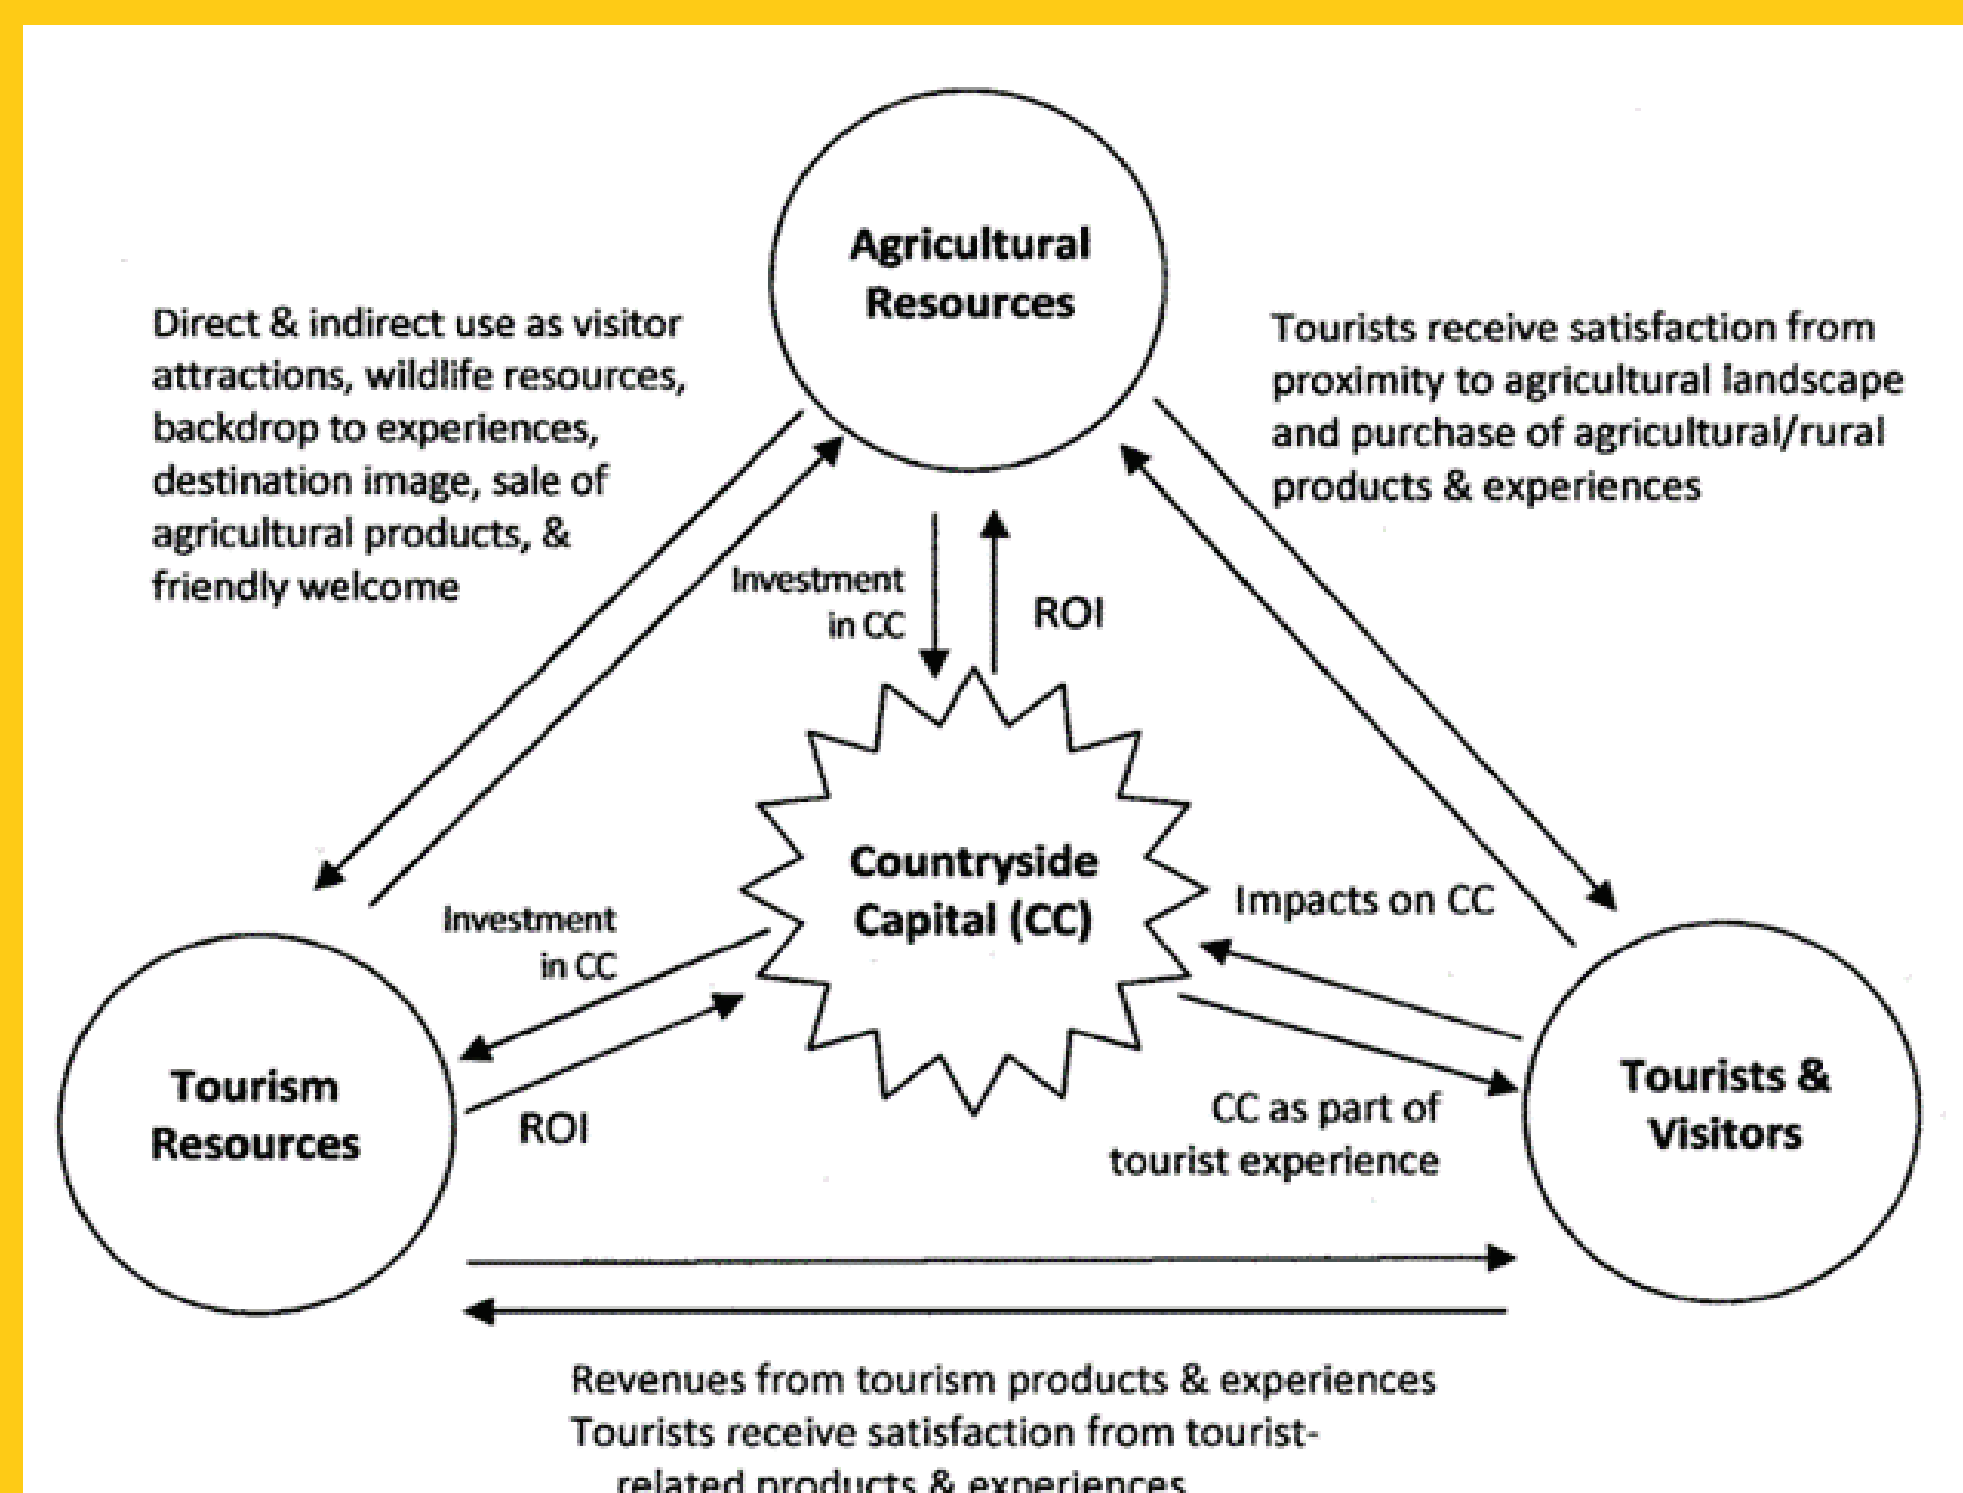 Agricultural
Resources
Direct & indirect use as visitor
attractions, wildlife resources,
backdrop to experiences,
destination image, sale of
agricultural products, &
friendly welcome
Tourists receive satisfaction from
proximity to agricultural landscape
and purchase of agricultural/rural
products & experiences
Investment
in CC
ROI
Countryside
Capital (CC)
Investment
in CC
ROI
Impacts on CC
CC as part of
tourist experience
Tourism
Resources
Tourists &
Visitors
Revenues from tourism products & experiences
Tourists receive satisfaction from tourist-
related products & experiences